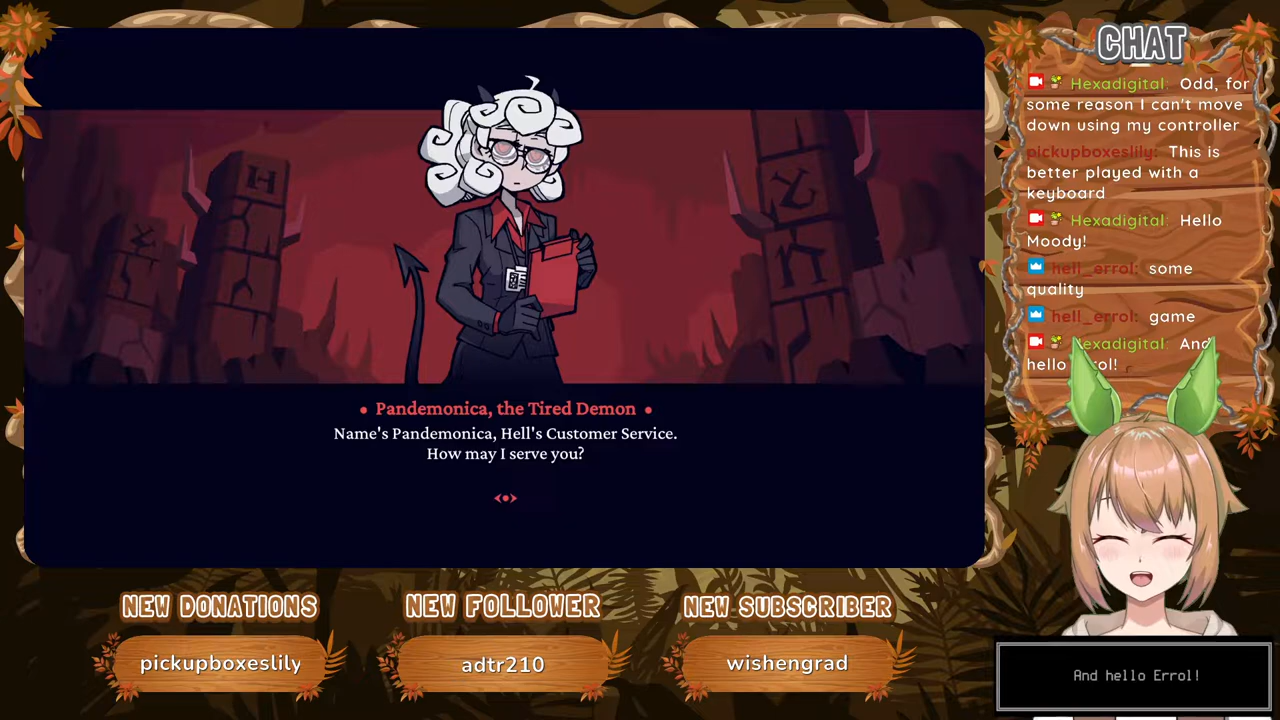 CHAT
Hexadigital: Odd, for
some reason I can't move
down using my controller
pickupboxeslily: This is
better played with a
keyboard
Hexadigital: Hello
Moody!
hell_errol: some
quality
hell_errol: game
Hexadigital: And
hello
• Pandemonica, the Tired Demon •
Name's Pandemonica, Hell's Customer Service.
How may I serve you?
NEW DONATIONS
NEW FOLLOWER
NEW SUBSCRIBER
pickupboxeslily
adtr210
wishengrad
And hello Errol!